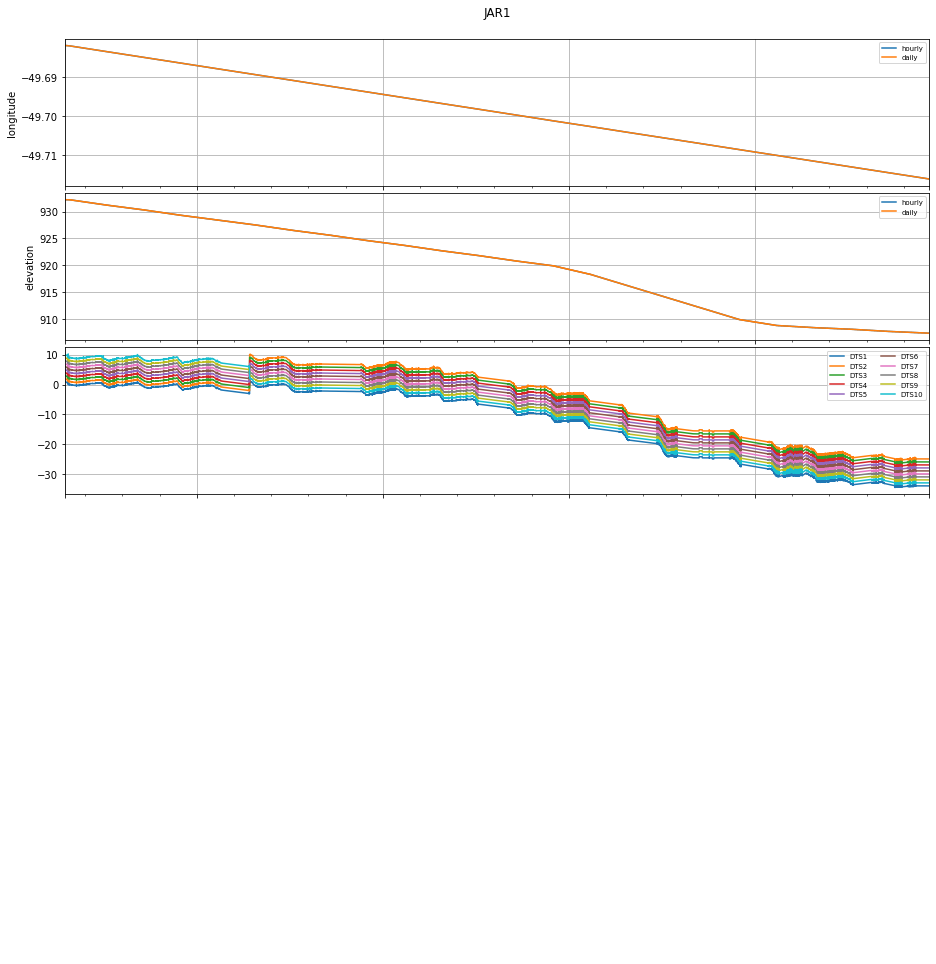 JAR1
longitude
−49.69
−49.70
−49.71
hourly
daily
elevation
930
925
920
915
910
hourly
daily
10
0
−10
−20
−30
DTS1 DTS6
DTS2 DTS7
DTS3 DTS8
DTS4 DTS9
DTS5 DTS10